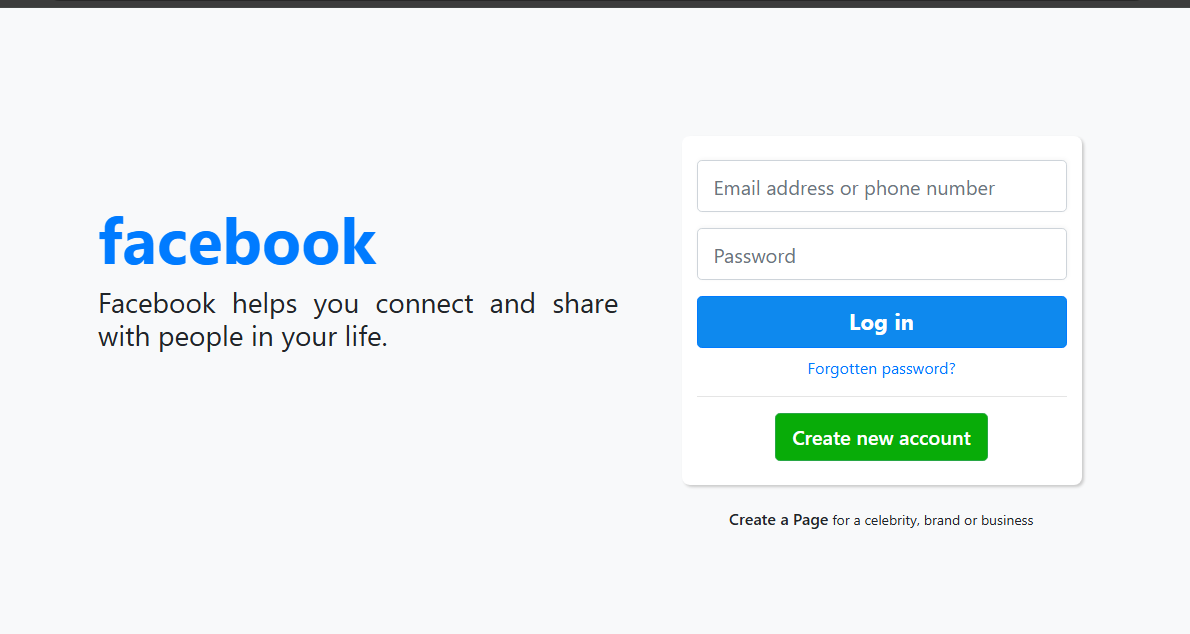 facebook
Facebook helps you connect and share
with people in your life.
Email address or phone number
Password
Log in
Forgotten password?
Create new account
Create a Page for a celebrity, brand or business